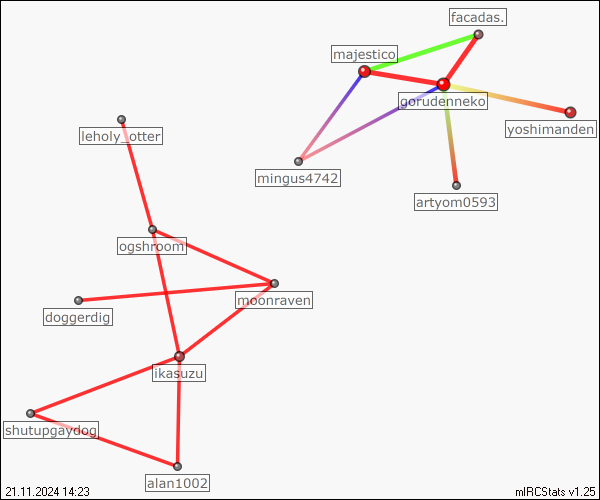 facadas.
majestico
gorudenneko
yoshimanden
leholy_otter
mingus4742
artyom0593
ogshroom
moonraven
doggerdig
ikasuzu
shutupgaydog
alan1002
21.11.2024 14:23
mIRCStats v1.25